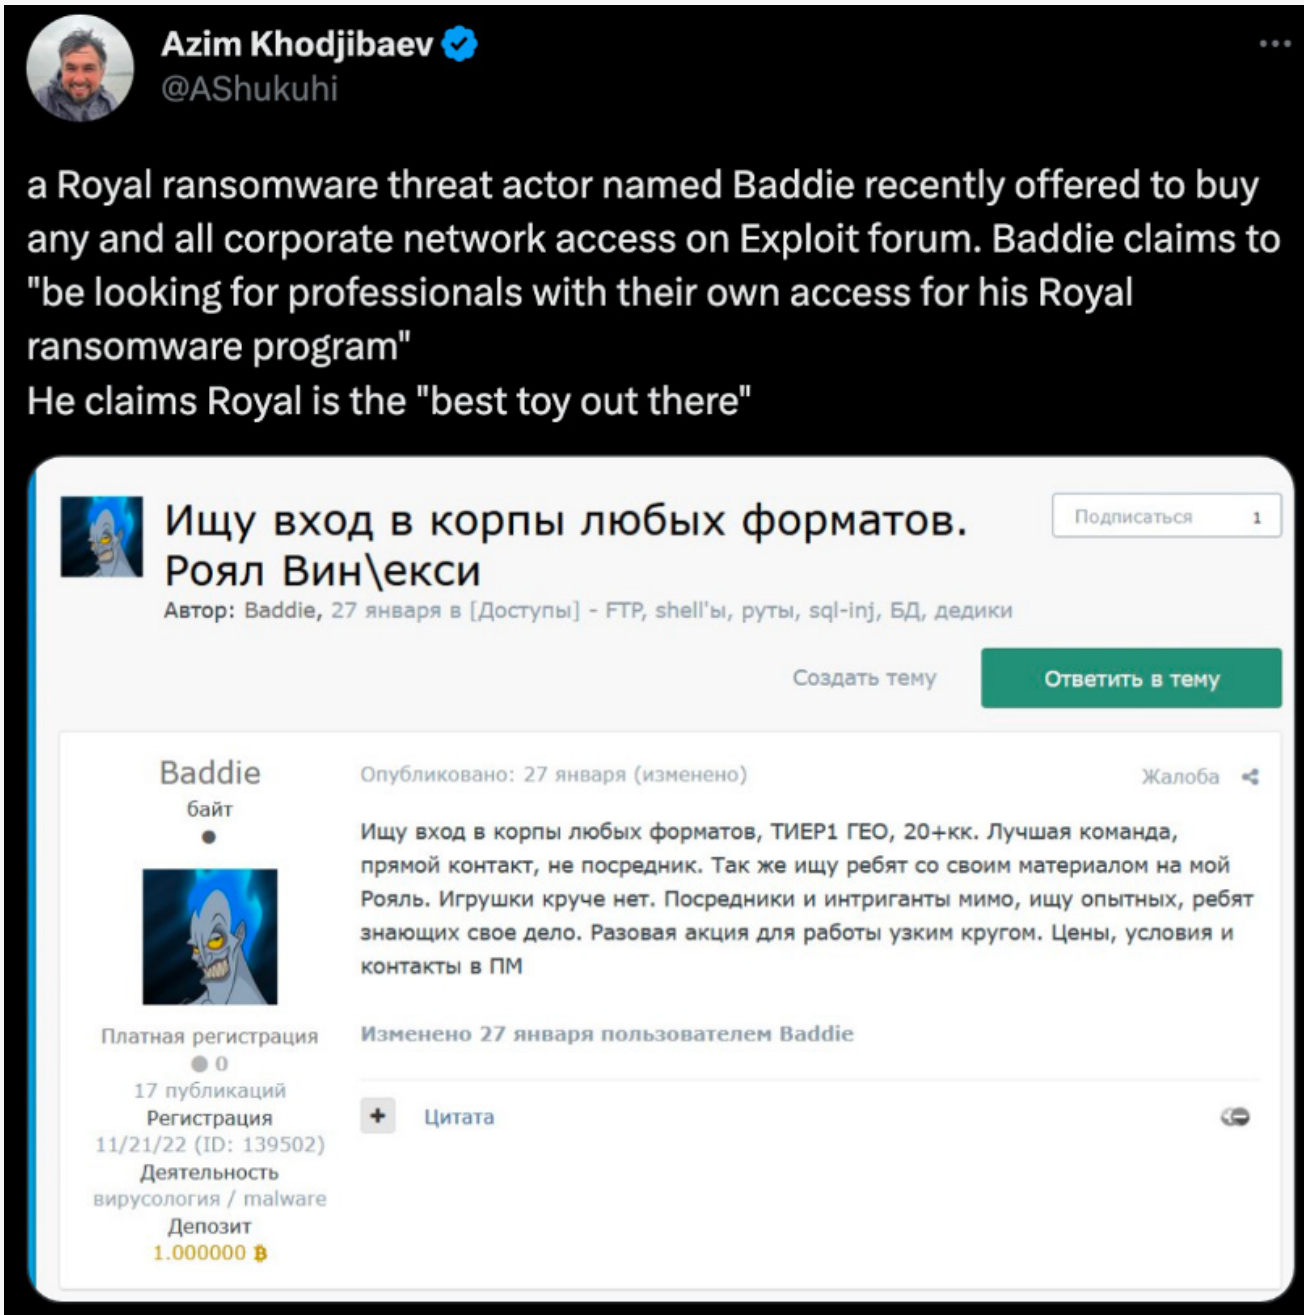 Azim Khodjibaev
@AShukuhi
a Royal ransomware threat actor named Baddie recently offered to buy
any and all corporate network access on Exploit forum. Baddie claims to
"be looking for professionals with their own access for his Royal
ransomware program"
He claims Royal is the "best toy out there"
Ищу вход в корпы любых форматов.
Роял Вин\екси
Подписаться 1
Автор: Baddie, 27 января в [Доступы] - FTP, shell'ы, руты, sql-inj, БД, дедики
Создать тему
Ответить в тему
Baddie
байт
Опубликовано: 27 января (изменено)
Жалоба
Ищу вход в корпы любых форматов, ТИЕР1 ГЕО, 20+кк. Лучшая команда,
прямой контакт, не посредник. Так же ищу ребят со своим материалом на мой
Рояль. Игрушки круче нет. Посредники и интриганты мимо, ищу опытных, ребят
знающих свое дело. Разовая акция для работы узким кругом. Цены, условия и
контакты в ПМ
Изменено 27 января пользователем Baddie
Платная регистрация
0
17 публикаций
Регистрация
11/21/22 (ID: 139502)
Деятельность
вирусология / malware
Депозит
1.000000 ₿
+ Цитата